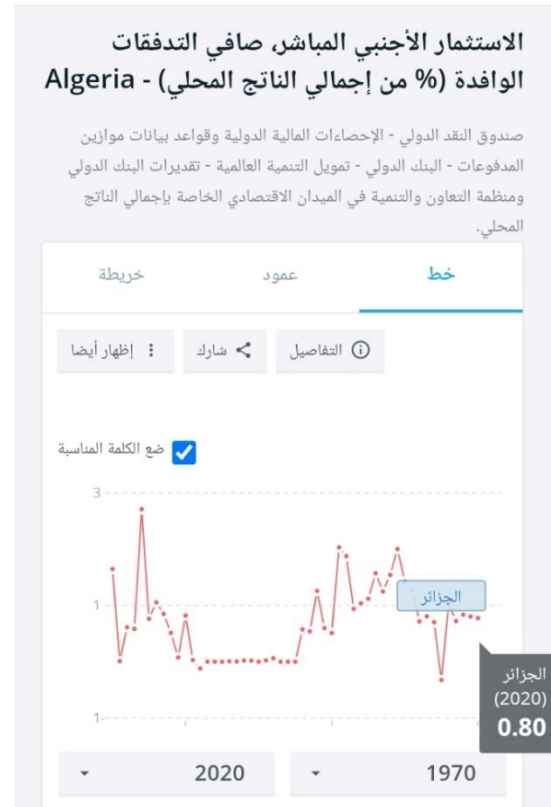 الاستثمار الأجنبي المباشر، صافي التدفقات
الوافدة (% من إجمالي الناتج المحلي) - Algeria
صندوق النقد الدولي - الإحصاءات المالية الدولية وقواعد بيانات موازين
المدفوعات - البنك الدولي - تمويل التنمية العالمية - تقديرات البنك الدولي
ومنظمة التعاون والتنمية في الميدان الاقتصادي الخاصة بإجمالي الناتج
المحلي.
خط
عمود
خريطة
التفاصيل
شارك
إظهار أيضا
ضع الكلمة المناسبة
3
1
الجزائر
1-
الجزائر
(2020)
0.80
1970
2020